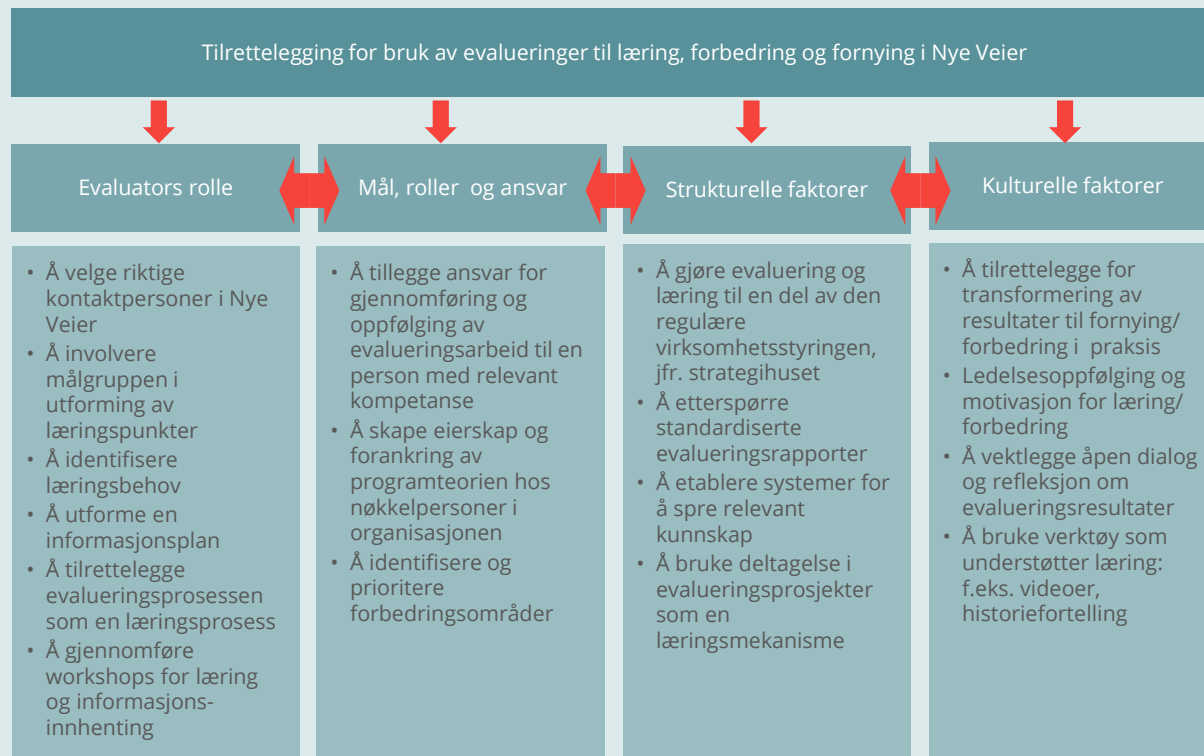 Tilrettelegging for bruk av evalueringer til læring, forbedring og fornying i Nye Veier
Evaluators rolle
Mål, roller og ansvar
Strukturelle faktorer
Kulturelle faktorer
• Å velge riktige
kontaktpersoner i Nye
Veier
• Å involvere
målgruppen i
utforming av
læringspunkter
• Å identifisere
læringsbehov
• Å utforme en
informasjonsplan
• Å tilrettelegge
evalueringsprosessen
som en læringsprosess
• Å gjennomføre
workshops for læring
og informasjons-
innhenting
• Å tillegge ansvar for
gjennomføring og
oppfølging av
evalueringsarbeid til en
person med relevant
kompetanse
• Å skape eierskap og
forankring av
programteorien hos
nøkkelpersoner i
organisasjonen
• Å identifisere og
prioritere
forbedringsområder
• Å gjøre evaluering og
læring til en del av den
regulære
virksomhetsstyringen,
jfr. strategihuset
• Å etterspørre
standardiserte
evalueringsrapporter
• Å etablere systemer for
å spre relevant
kunnskap
• Å bruke deltagelse i
evalueringsprosjekter
som en
læringsmekanisme
• Å tilrettelegge for
transformering av
resultater til fornying/
forbedring i praksis
• Ledelsesoppfølging og
motivasjon for læring/
forbedring
• Å vektlegge åpen dialog
og refleksjon om
evalueringsresultater
• Å bruke verktøy som
understøtter læring:
f.eks. videoer,
historiefortelling